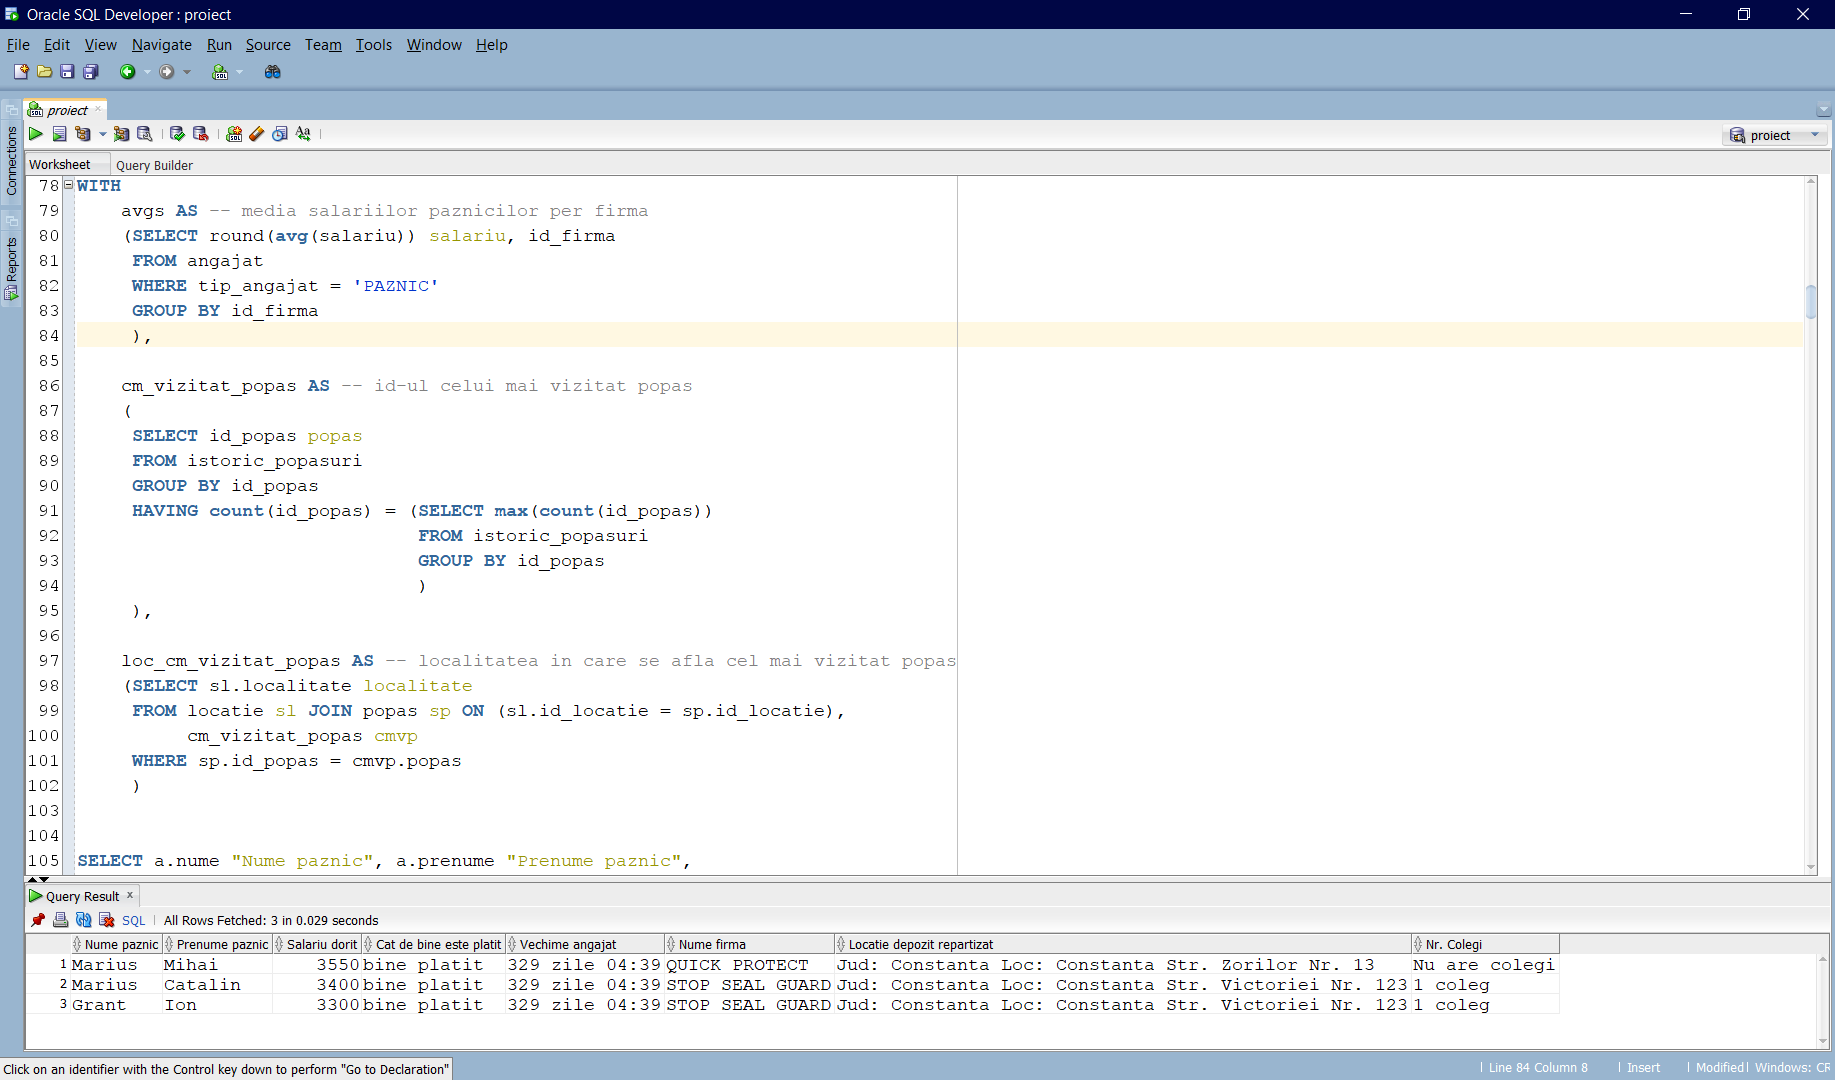 Oracle SQL Developer : proiect
File Edit View Navigate Run Source Team Tools Window Help
proiect
proiect
Connections
Reports
Worksheet Query Builder
78 WITH
79 avgs AS -- media salariilor paznicilor per firma
80 (SELECT round(avg(salariu)) salariu, id_firma
81 FROM angajat
82 WHERE tip_angajat = 'PAZNIC'
83 GROUP BY id_firma
84 ),
85
86 cm_vizitat_popas AS -- id-ul celui mai vizitat popas
87 (
88 SELECT id_popas popas
89 FROM istoric_popasuri
90 GROUP BY id_popas
91 HAVING count(id_popas) = (SELECT max(count(id_popas))
92 FROM istoric_popasuri
93 GROUP BY id_popas
94 )
95 ),
96
97 loc_cm_vizitat_popas AS -- localitatea in care se afla cel mai vizitat popas
98 (SELECT sl.localitate localitate
99 FROM locatie sl JOIN popas sp ON (sl.id_locatie = sp.id_locatie),
100 cm_vizitat_popas cmvp
101 WHERE sp.id_popas = cmvp.popas
102 )
103
104
105 SELECT a.nume "Nume paznic", a.prenume "Prenume paznic",
Query Result
SQL All Rows Fetched: 3 in 0.029 seconds
Nume paznic Prenume paznic Salariu dorit Cat de bine este platit Vechime angajat Nume firma Locatie depozit repartizat Nr. Colegi
1 Marius Mihai 3550 bine platit 329 zile 04:39 QUICK PROTECT Jud: Constanta Loc: Constanta Str. Zorilor Nr. 13 Nu are colegi
2 Marius Catalin 3400 bine platit 329 zile 04:39 STOP SEAL GUARD Jud: Constanta Loc: Constanta Str. Victoriei Nr. 123 1 coleg
3 Grant Ion 3300 bine platit 329 zile 04:39 STOP SEAL GUARD Jud: Constanta Loc: Constanta Str. Victoriei Nr. 123 1 coleg
Click on an identifier with the Control key down to perform "Go to Declaration"
Line 84 Column 8 Insert Modified Windows: CR